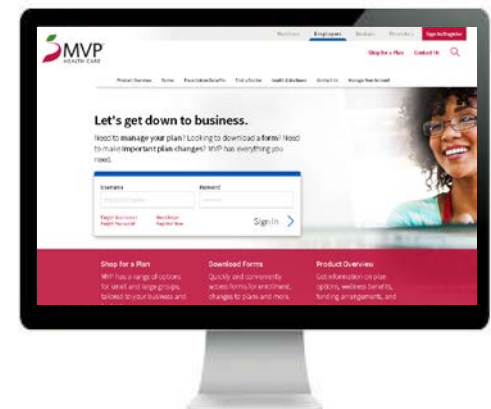 Members Employers Brokers Providers Sign In/Register
MVP
HEALTH CARE
Shop for a Plan Contact Us
Product Overview Forms Prescription Benefits Find a Doctor Health & Wellness Contact Us Manage Your Account
Let's get down to business.
Need to manage your plan? Looking to download a form? Need
to make important plan changes? MVP has everything you
need.
Username Password
Forgot Username? Need Help?
Forgot Password? Register Now
Sign In
Shop for a Plan Download Forms Product Overview
MVP has a range of options Quickly and conveniently Get information on plan
for small and large groups, access forms for enrollment, options, wellness benefits,
tailored to your business and changes to plans and more. funding arrangements, and